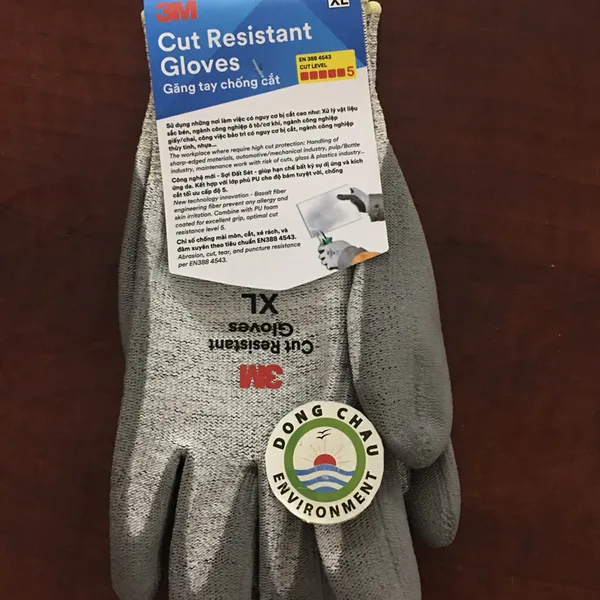 3M
XL
Cut Resistant
Gloves
Găng tay chống cắt
EN 388 4543
CUT LEVEL
5
Sử dụng những nơi làm việc có nguy cơ bị cắt cao như: Xử lý vật liệu
sắc bén, ngành công nghiệp ô tô/cơ khí, ngành công nghiệp
giấy/chai, công việc bảo trì có nguy cơ bị cắt, ngành công nghiệp
thủy tinh, nhựa...
The workplace where require high cut protection: Handling of
sharp-edged materials, automotive/mechanical industry, pulp/Bottle
industry, maintenance work with risk of cuts, glass & plastics industry...
Công nghệ mới - Sợi Đất Sét - giúp hạn chế bất kỳ sự dị ứng và kích
ứng da. Kết hợp với lớp phủ PU cho độ bám tuyệt vời, chống
cắt tối ưu cấp độ 5.
New technology innovation - Basalt fiber
engineering fiber prevent any allergy and
skin irritation. Combine with PU foam
coated for excellent grip, optimal cut
resistance level 5.
Chỉ số chống mài mòn, cắt, xé rách, và
đâm xuyên theo tiêu chuẩn EN388 4543.
Abrasion, cut, tear, and puncture resistance
per EN388 4543.
3M
Cut Resistant
Gloves
XL
DONG CHAU
ENVIRONMENT